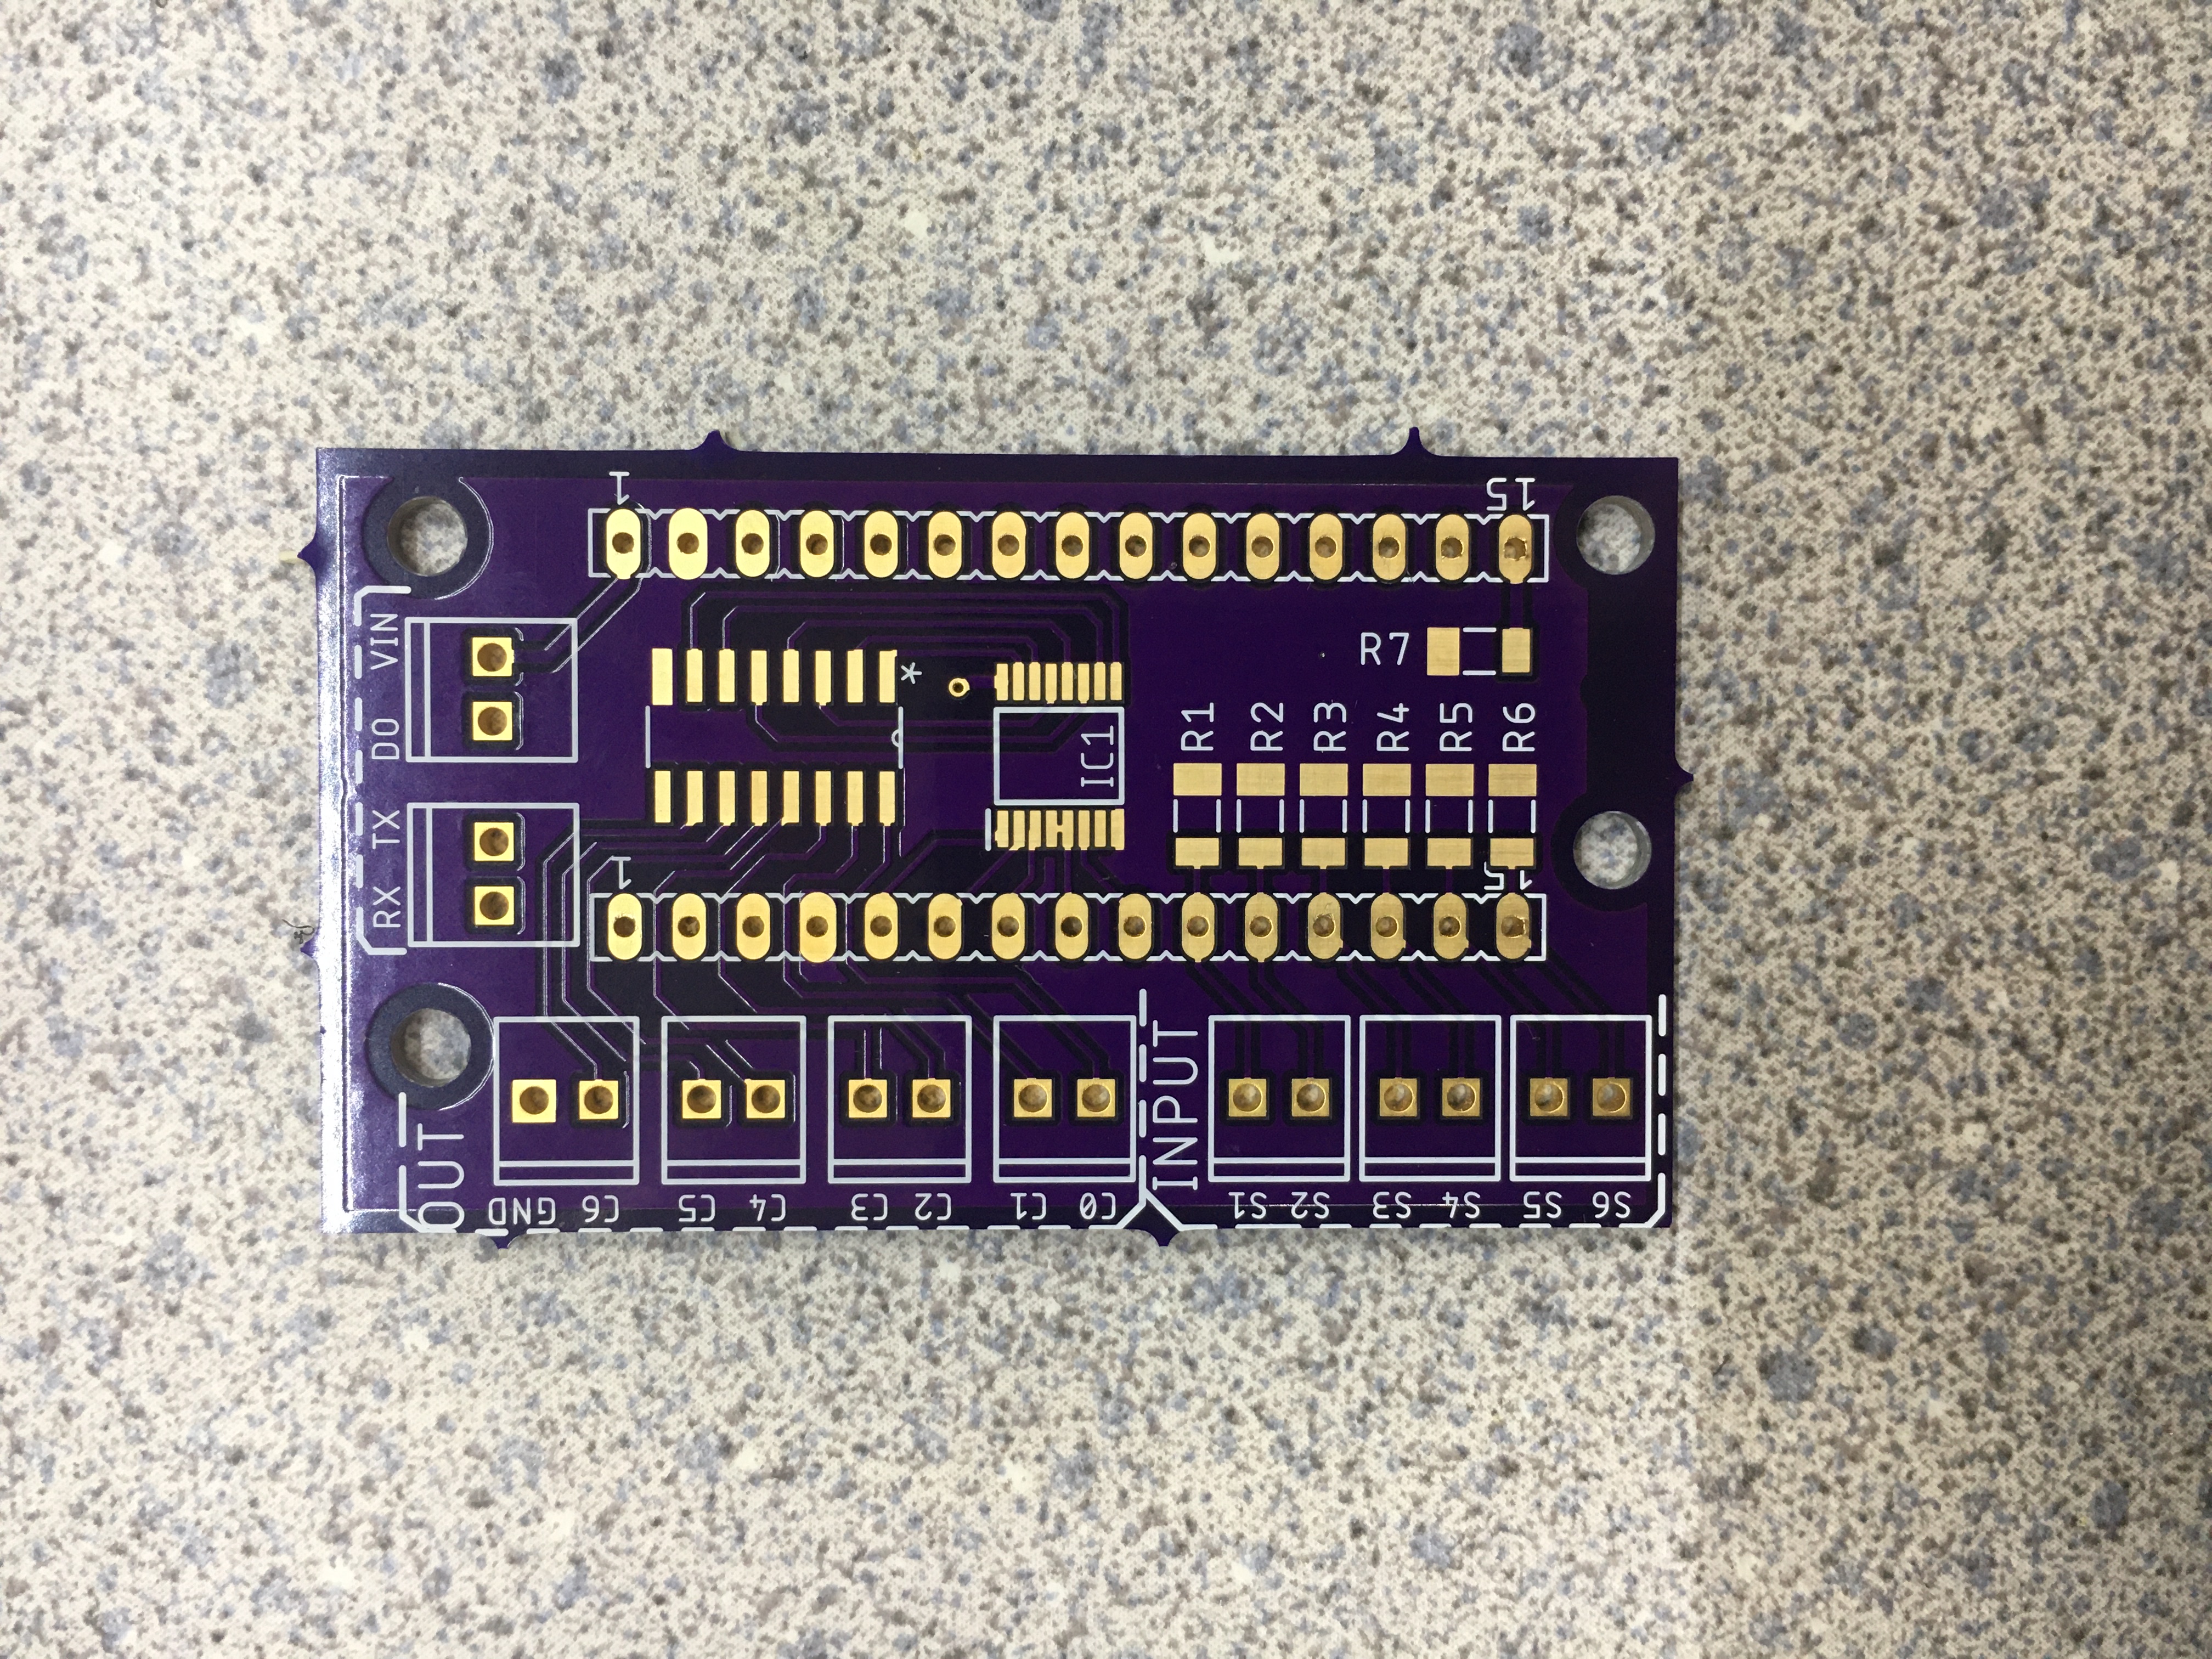 RX TX DO VIN
OUT
GND
C6
1
1
C5
C4
C3
C2
*
C1
C0
IC1
INPUT
R1
S1
R2
S2
R3
S3
R4
R7
S4
R5
15
R6
15
S5
S6